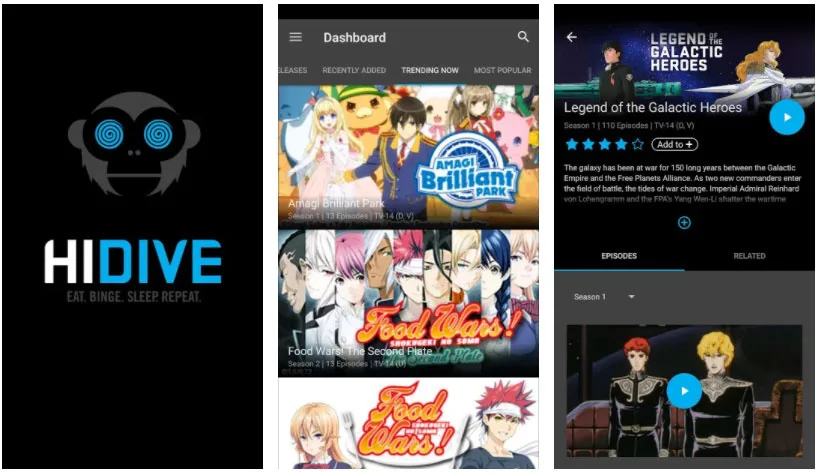 HIDIVE
EAT. BINGE. SLEEP. REPEAT.
Dashboard
ELEASES RECENTLY ADDED TRENDING NOW MOST POPULAR
AMAGI
Brilliant
PARK
Amagi Brilliant Park
Season 1 | 13 Episodes | TV-14 (D, V)
Food Wars!
SHOKUGEKI NO SOMA
Second Plate
Food Wars! The Second Plate
Season 2 | 13 Episodes | TV-14 (D)
Food
Wars!
SHOKUGEKI
NO SOMA
LEGEND OF THE
GALACTIC
HEROES
Legend of the Galactic Heroes
Season 1 | 110 Episodes | TV-14 (D, V)
Add to +
The galaxy has been at war for 150 long years between the Galactic
Empire and the Free Planets Alliance. As two new commanders enter
the field of battle, the tides of war change. Imperial Admiral Reinhard
von Lohengramm and the FPA's Yang Wen-Li shatter the wartime
EPISODES RELATED
Season 1